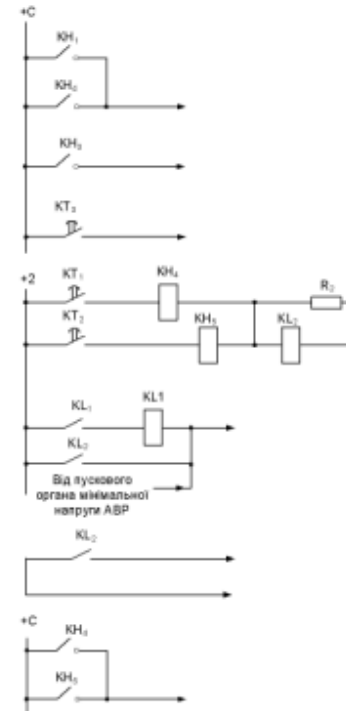 +C
KH₁
KH₂
KH₃
KT₃
+2
KT₁
KH₄
R₂
KT₂
KH₅
KL₂
KL₁
KL1
KL₂
Від пускового
органа мінімальної
напруги АВР
KL₂
+C
KH₄
KH₅